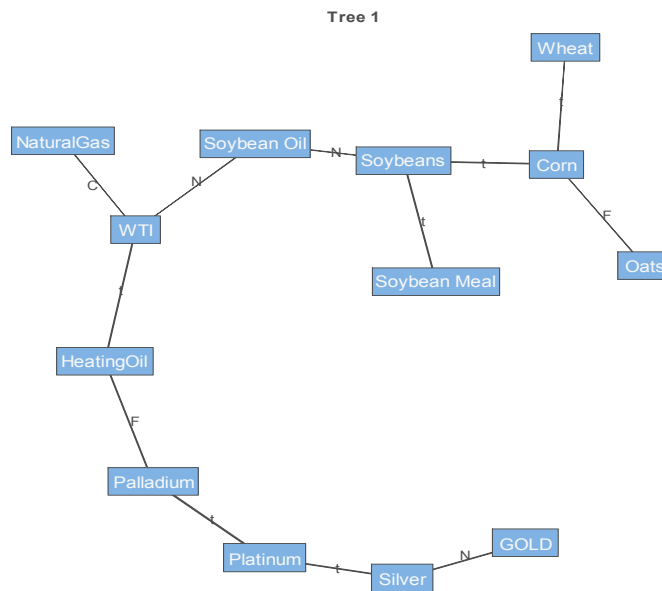 Tree 1
Wheat
t
NaturalGas
Soybean Oil
N
Soybeans
t
Corn
C
N
WTI
t
F
Soybean Meal
Oats
t
HeatingOil
F
Palladium
t
Platinum
t
Silver
N
GOLD